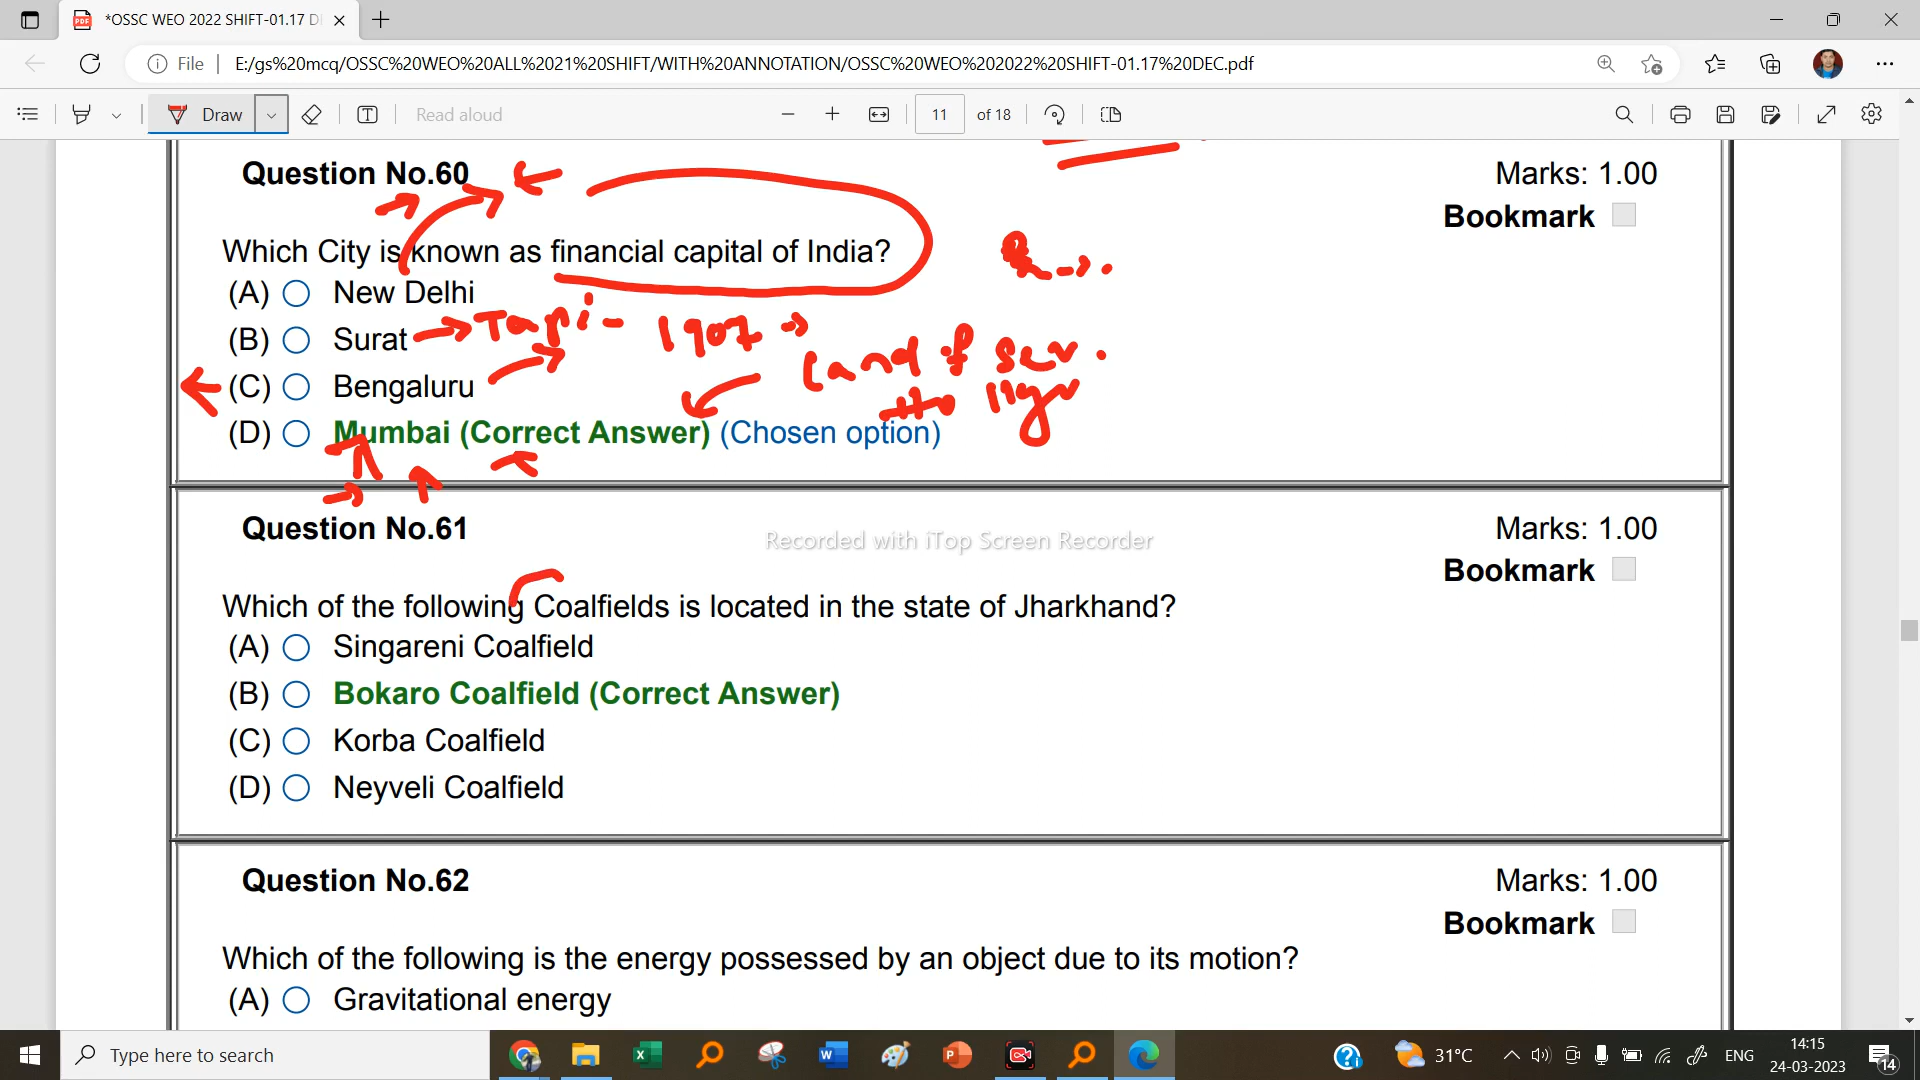 *OSSC WEO 2022 SHIFT-01.17 D
File
E:/gs%20mcq/OSSC%20WEO%20ALL%2021%20SHIFT/WITH%20ANNOTATION/OSSC%20WEO%202022%20SHIFT-01.17%20DEC.pdf
Draw
Read aloud
11 of 18
Question No.60 Marks: 1.00
Bookmark
Which City is known as financial capital of India?
(A) New Delhi
(B) Surat Tapi - 1907
(C) Bengaluru Land of
(D) Mumbai (Correct Answer) (Chosen option)
Question No.61 Marks: 1.00
Recorded with iTop Screen Recorder
Bookmark
Which of the following Coalfields is located in the state of Jharkhand?
(A) Singareni Coalfield
(B) Bokaro Coalfield (Correct Answer)
(C) Korba Coalfield
(D) Neyveli Coalfield
Question No.62 Marks: 1.00
Bookmark
Which of the following is the energy possessed by an object due to its motion?
(A) Gravitational energy
Type here to search
31°C
ENG
14:15
24-03-2023
14